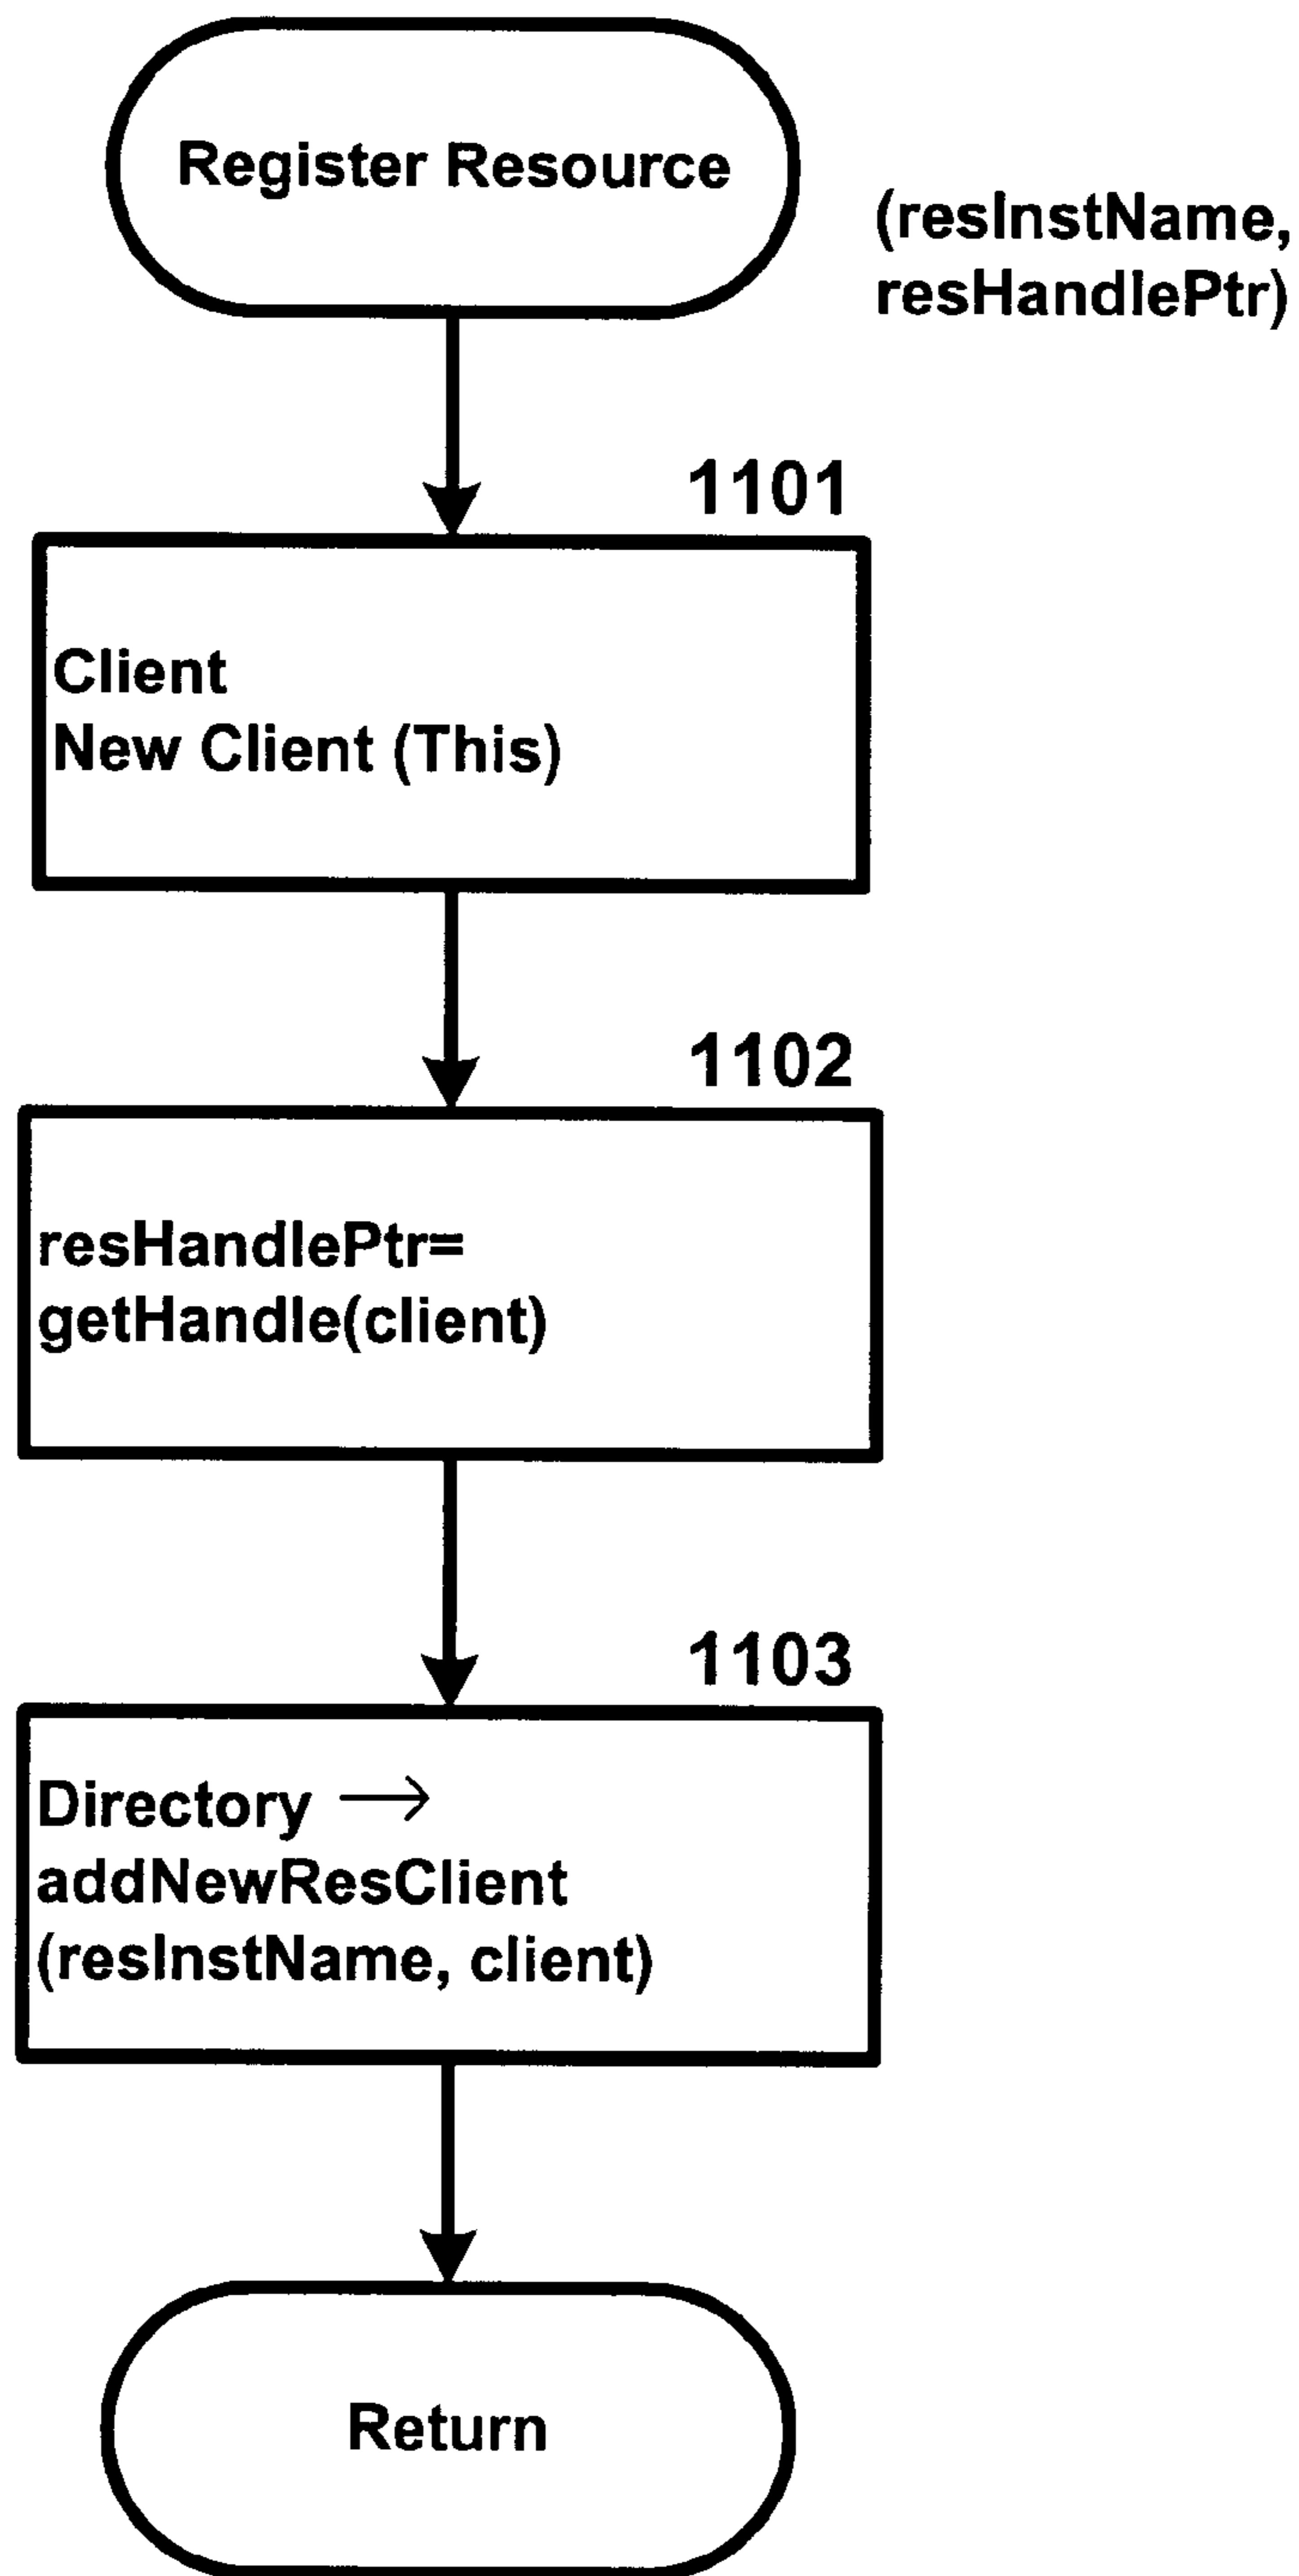 Register Resource
(resInstName,
resHandlePtr)
1101
Client
New Client (This)
1102
resHandlePtr=
getHandle(client)
1103
Directory →
addNewResClient
(resInstName, client)
Return